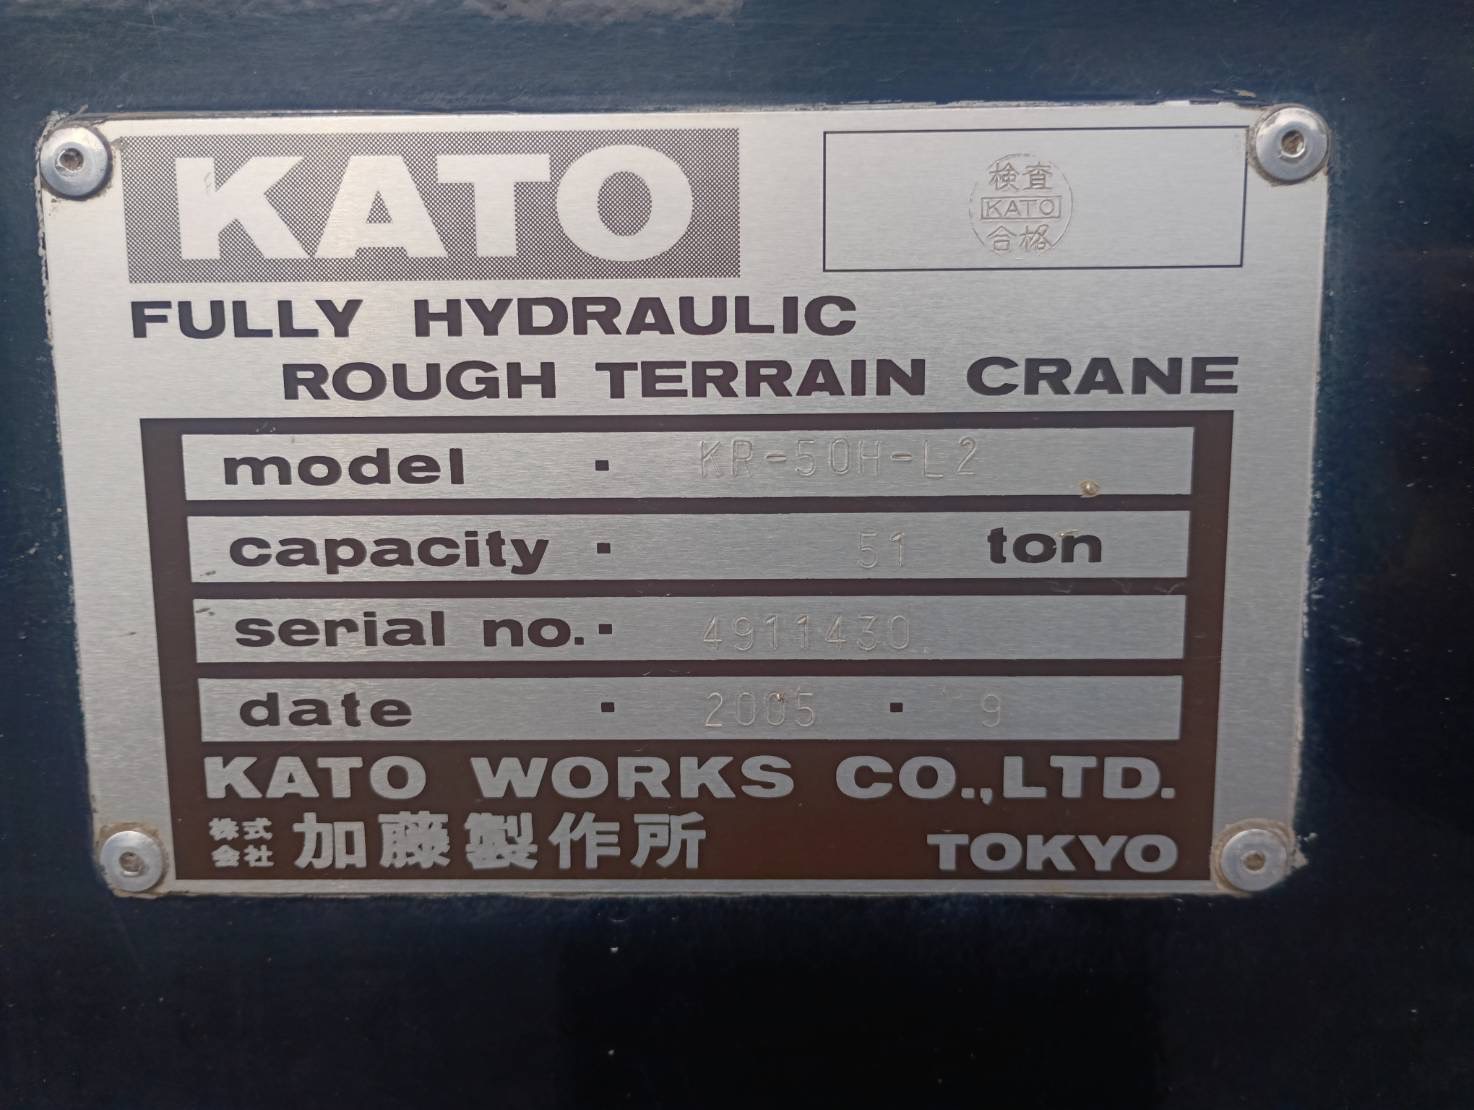 KATO
検査
KATO
合格
FULLY HYDRAULIC
ROUGH TERRAIN CRANE
model · KR-50H-L2
capacity · 51 ton
serial no. · 4911430
date · 2005 · 9
KATO WORKS CO.,LTD.
株式会社 加藤製作所 TOKYO